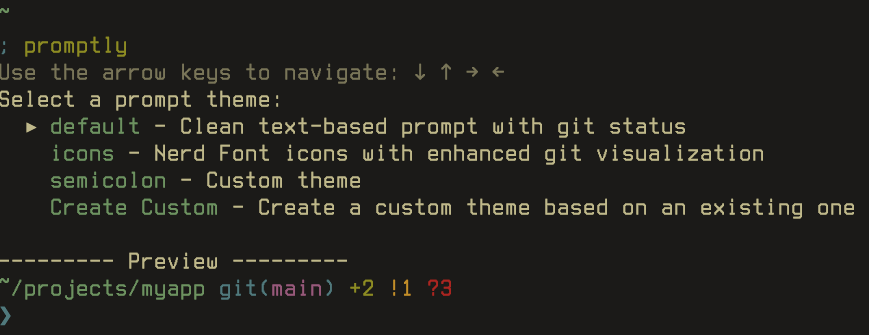 ~
; promptly
Use the arrow keys to navigate: ↓ ↑ → ←
Select a prompt theme:
▸ default - Clean text-based prompt with git status
icons - Nerd Font icons with enhanced git visualization
semicolon - Custom theme
Create Custom - Create a custom theme based on an existing one
--------- Preview ---------
~/projects/myapp git(main) +2 !1 ?3
❯